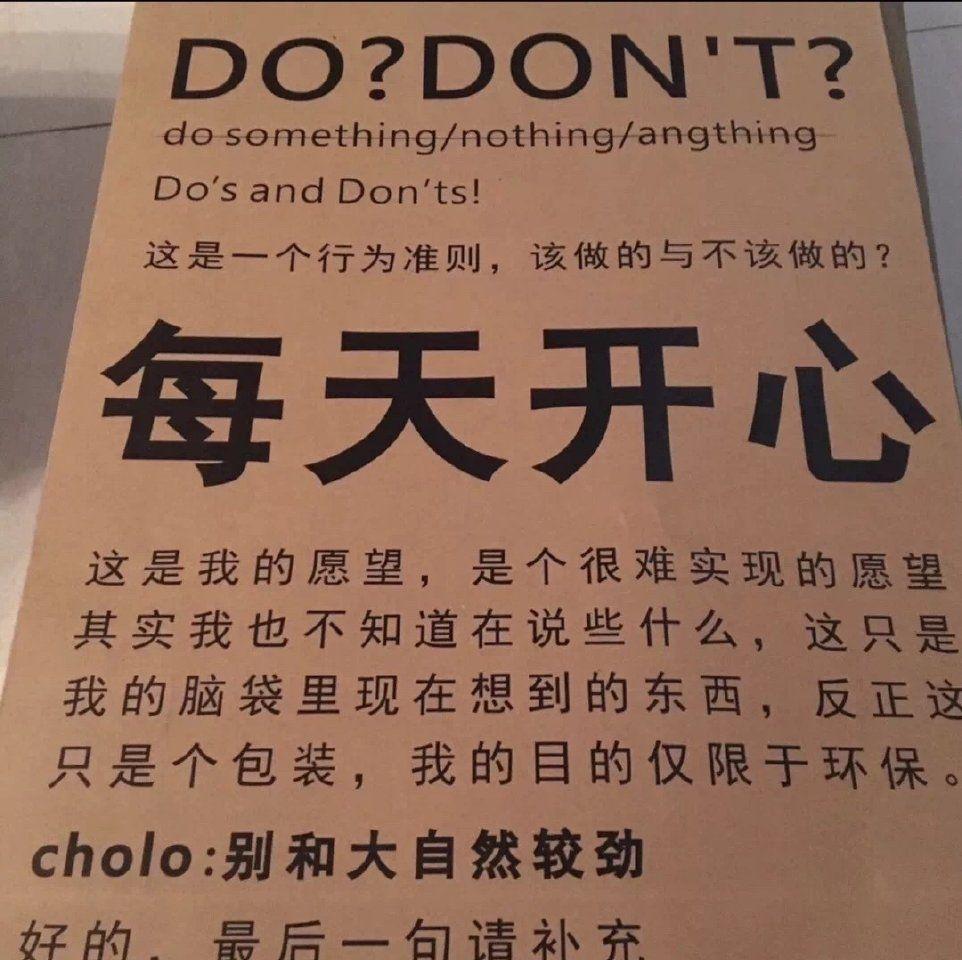 DO?DON'T?
do something/nothing/angthing
Do's and Don'ts!
这是一个行为准则，该做的与不该做的？
每天开心
这是我的愿望，是个很难实现的愿望
其实我也不知道在说些什么，这只是
我的脑袋里现在想到的东西，反正这
只是个包装，我的目的仅限于环保。
cholo:别和大自然较劲
好的，最后一句请补充